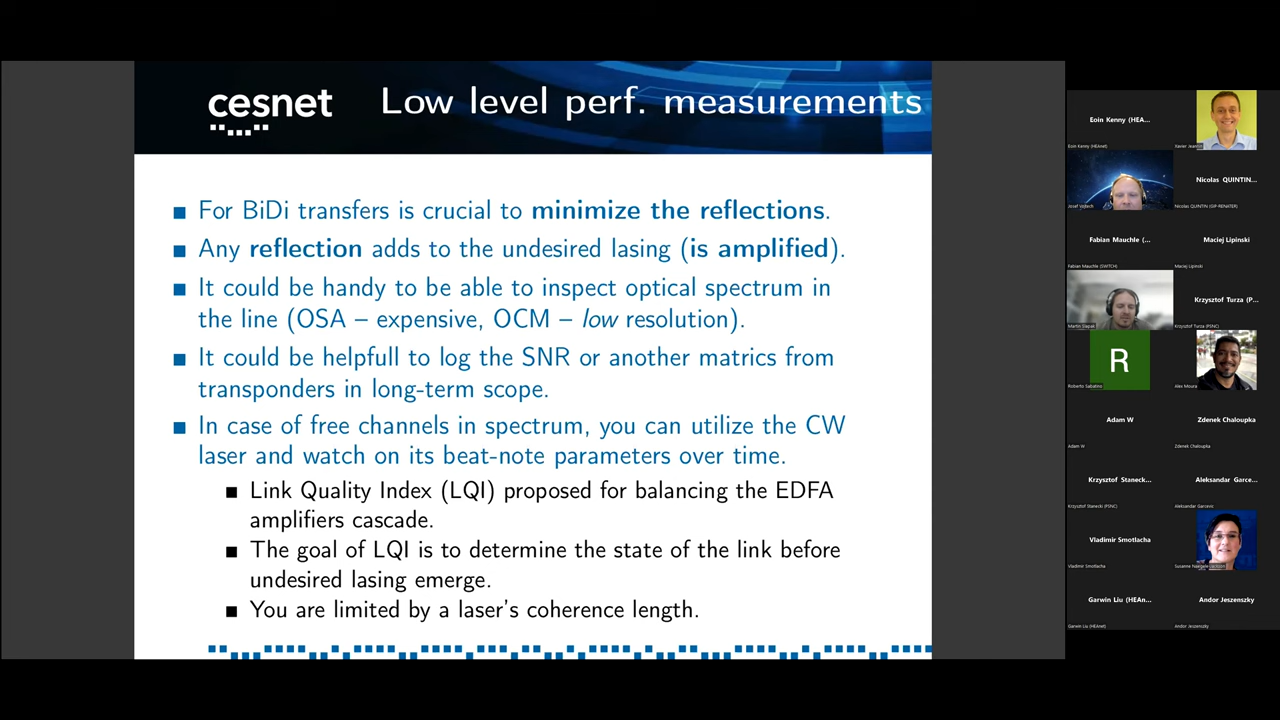 cesnet
Low level perf. measurements
For BiDi transfers is crucial to minimize the reflections.
Any reflection adds to the undesired lasing (is amplified).
It could be handy to be able to inspect optical spectrum in
the line (OSA – expensive, OCM – low resolution).
It could be helpfull to log the SNR or another matrics from
transponders in long-term scope.
In case of free channels in spectrum, you can utilize the CW
laser and watch on its beat-note parameters over time.
Link Quality Index (LQI) proposed for balancing the EDFA
amplifiers cascade.
The goal of LQI is to determine the state of the link before
undesired lasing emerge.
You are limited by a laser's coherence length.
Eoin Kenny (HEA...
Eoin Kenny (HEAnet)
Xavier Jeannin
Josef Vojtech
Nicolas QUINTIN...
Nicolas QUINTIN (GIP RENATER)
Fabian Mauchle (...
Fabian Mauchle (SWITCH)
Maciej Lipinski
Maciej Lipinski
Martin Slapak
Krzysztof Turza (P...
Krzysztof Turza (PSNC)
R
Roberto Sabatino
Alex Moura
Adam W
Adam W
Zdenek Chaloupka
Zdenek Chaloupka
Krzysztof Staneck...
Krzysztof Stanecki (PSNC)
Aleksandar Garce...
Aleksandar Garcevic
Vladimir Smotlacha
Vladimir Smotlacha
Susanne Naegele-Jackson
Garwin Liu (HEAn...
Garwin Liu (HEAnet)
Andor Jeszenszky
Andor Jeszenszky